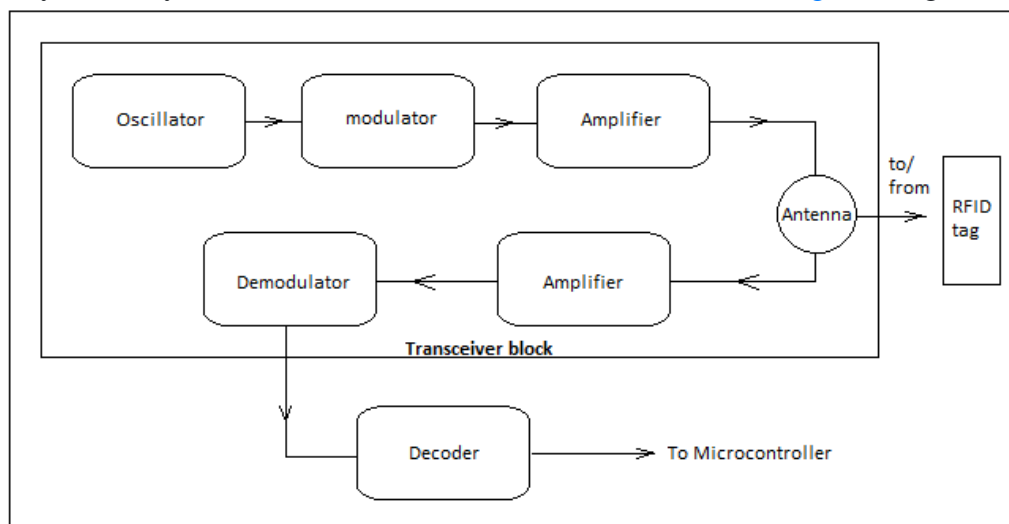 Oscillator
modulator
Amplifier
to/
from
Antenna
RFID
tag
Demodulator
Amplifier
Transceiver block
Decoder
To Microcontroller